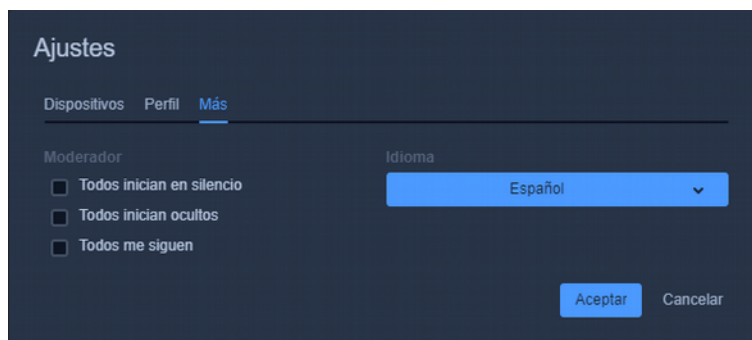 Ajustes
Dispositivos Perfil Más
Moderador
Todos inician en silencio
Todos inician ocultos
Todos me siguen
Idioma
Español
Aceptar Cancelar